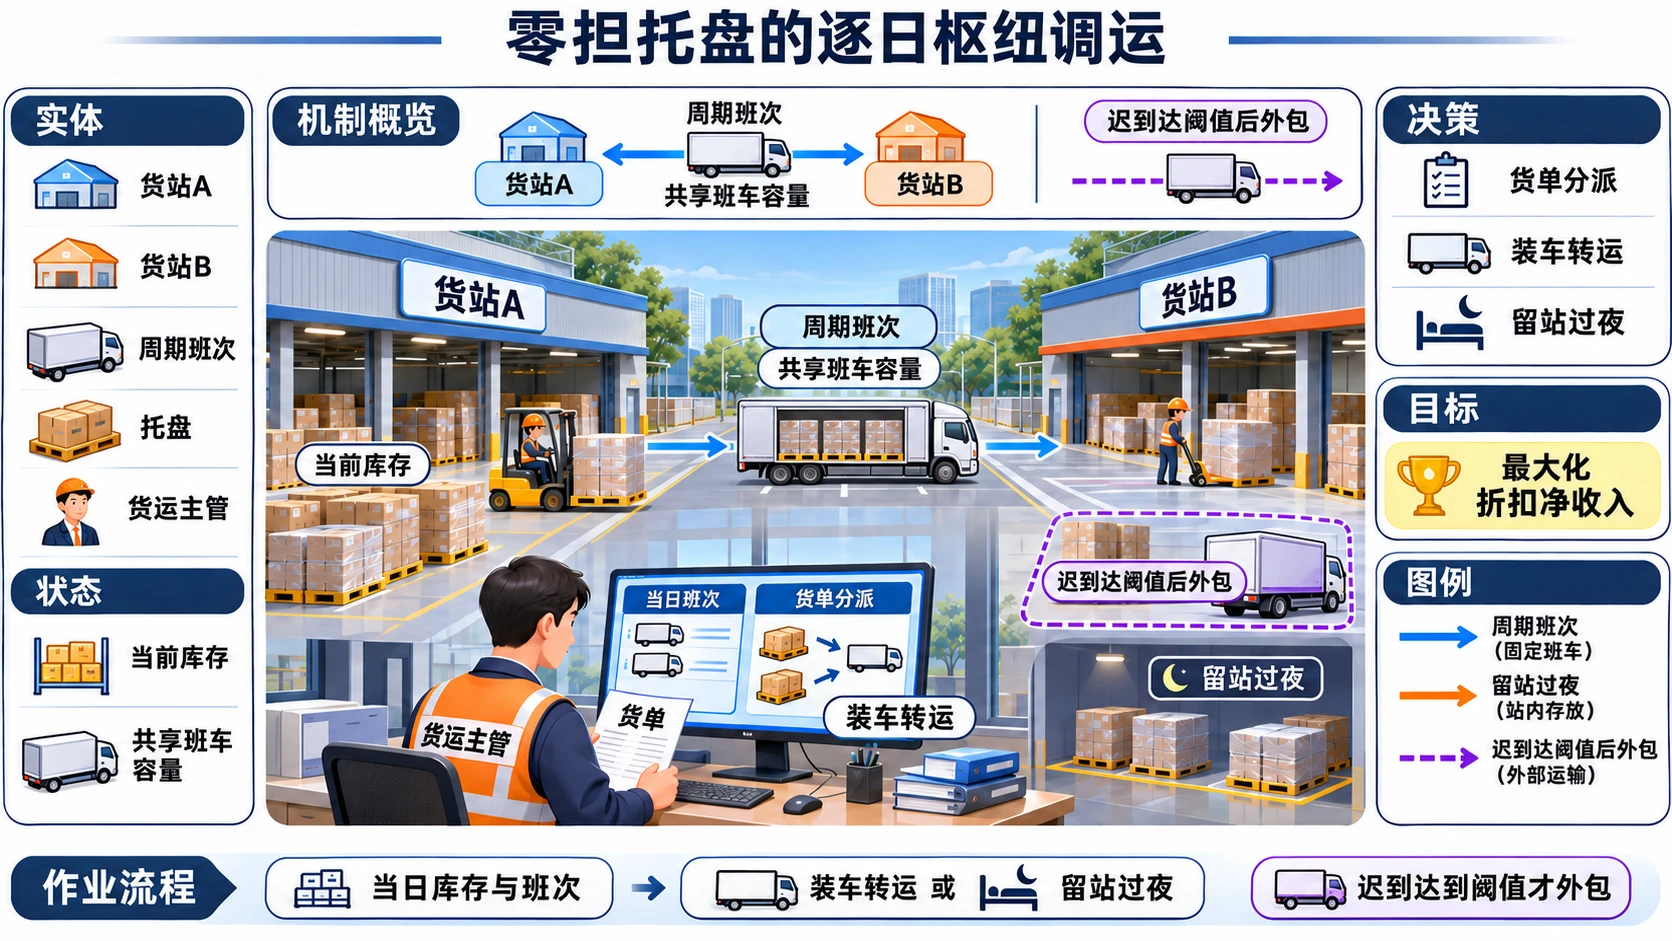 零担托盘的逐日枢纽调运
实体
货站A
货站B
周期班次
托盘
货运主管
状态
当前库存
共享班车
容量
机制概览
货站A
周期班次
共享班车容量
货站B
迟到达阈值后外包
货站A
周期班次
共享班车容量
货站B
当前库存
迟到达阈值后外包
当日班次
货单分派
货单
货运主管
装车转运
留站过夜
决策
货单分派
装车转运
留站过夜
目标
最大化
折扣净收入
图例
周期班次
（固定班车）
留站过夜
（站内存放）
迟到达阈值后外包
（外部运输）
作业流程
当日库存与班次
装车转运 或 留站过夜
迟到达到阈值才外包